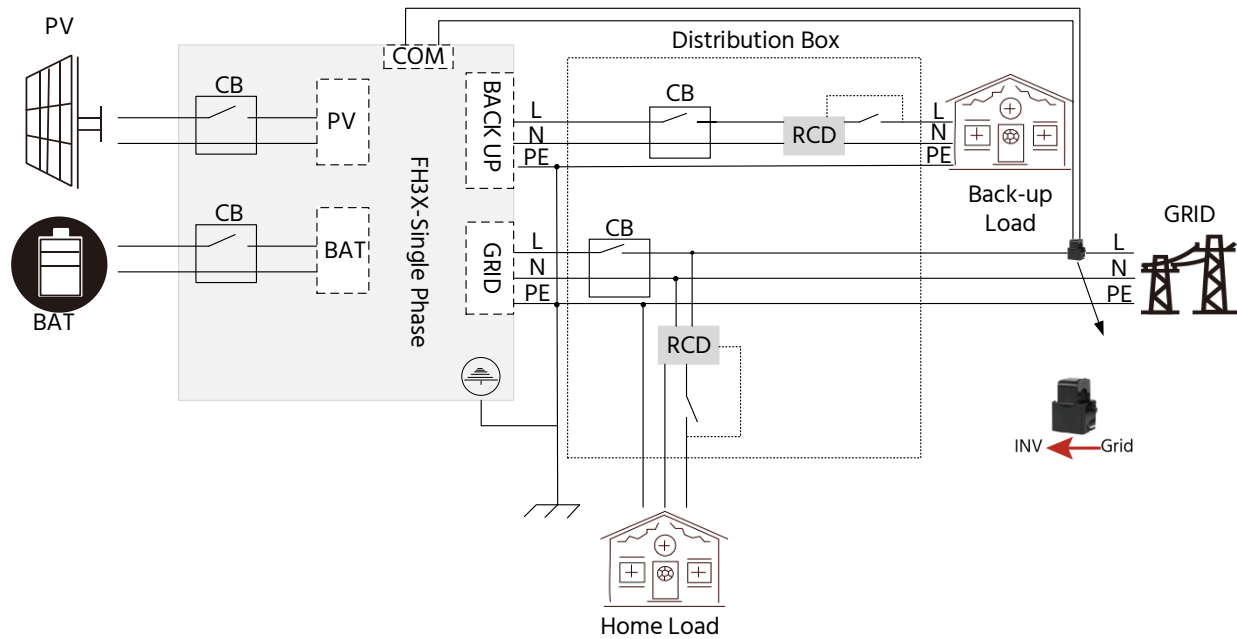 PV
COM
Distribution Box
CB
PV
BACK UP
L
N
PE
CB
RCD
L
N
PE
Back-up
Load
FH3X-Single Phase
CB
BAT
BAT
GRID
L
N
PE
CB
GRID
L
N
PE
RCD
INV
Grid
Home Load